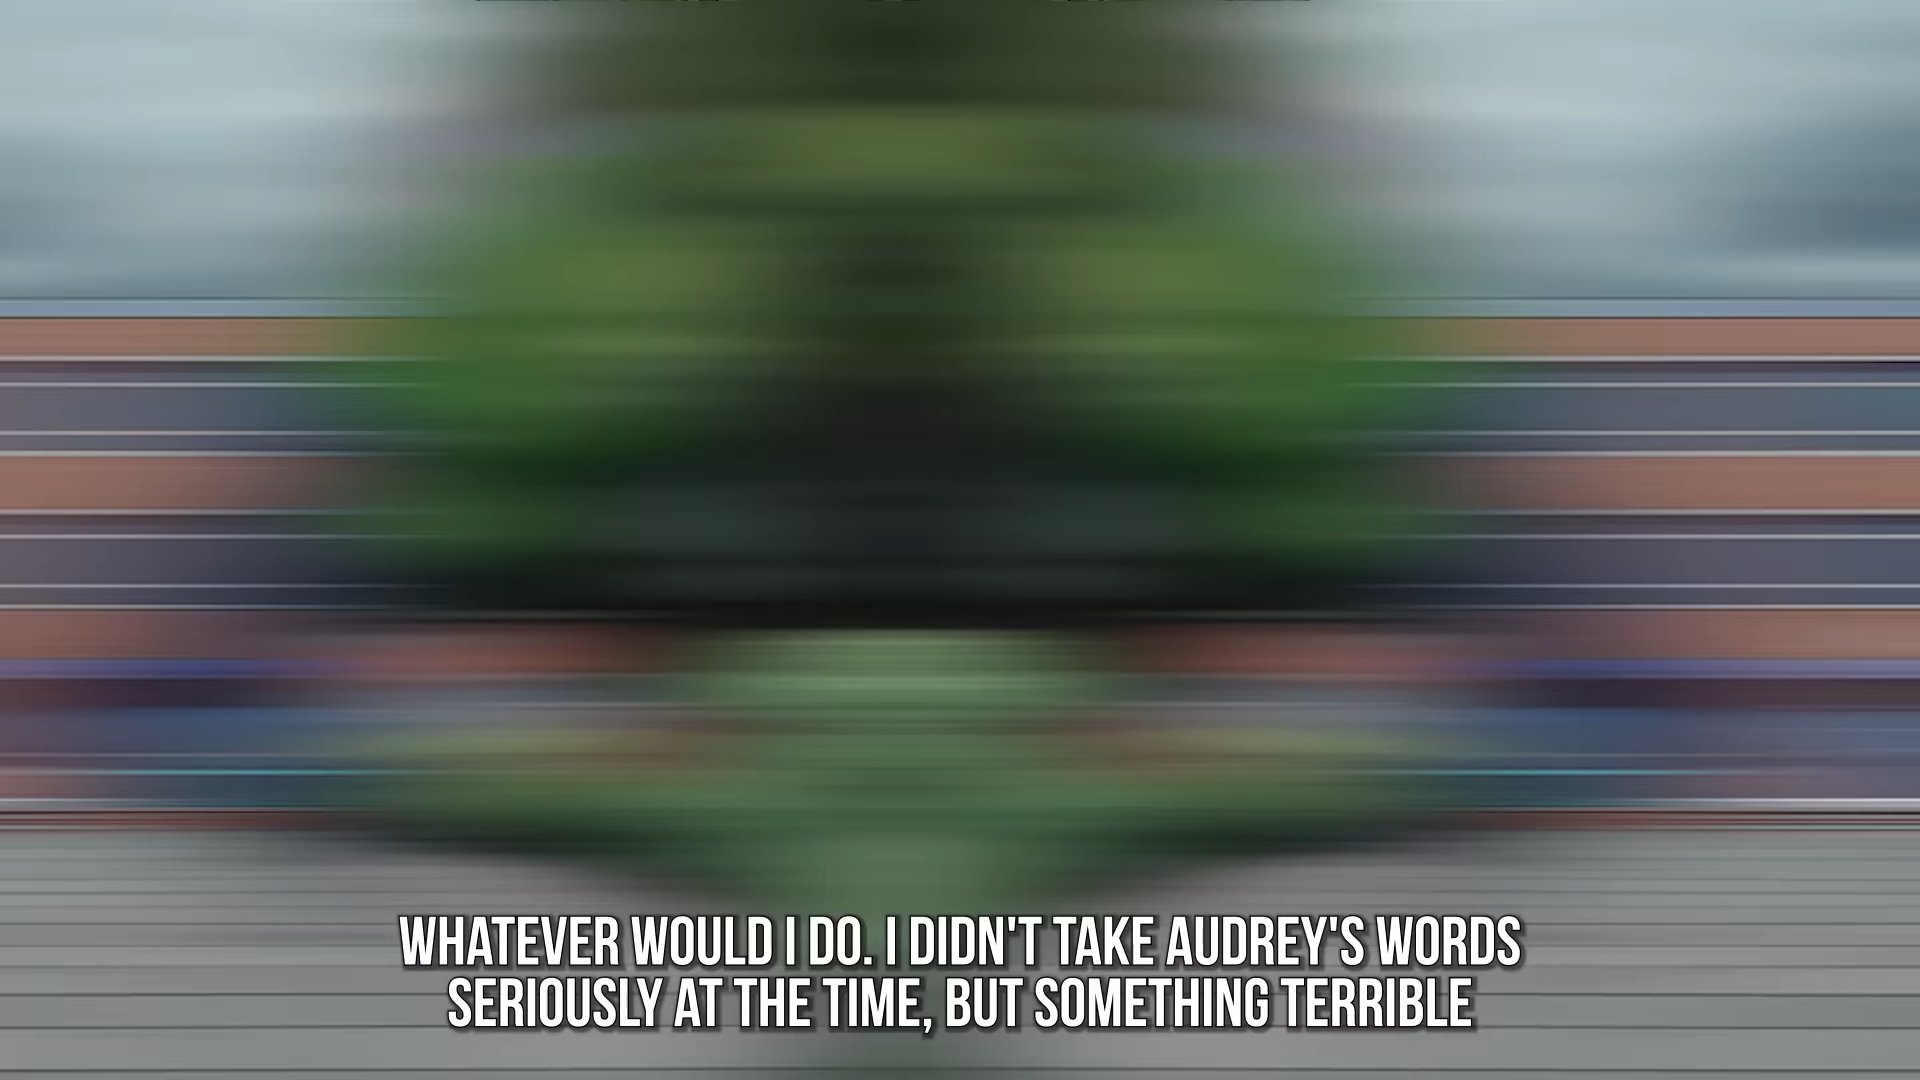 WHATEVER WOULD I DO. I DIDN'T TAKE AUDREY'S WORDS
SERIOUSLY AT THE TIME, BUT SOMETHING TERRIBLE